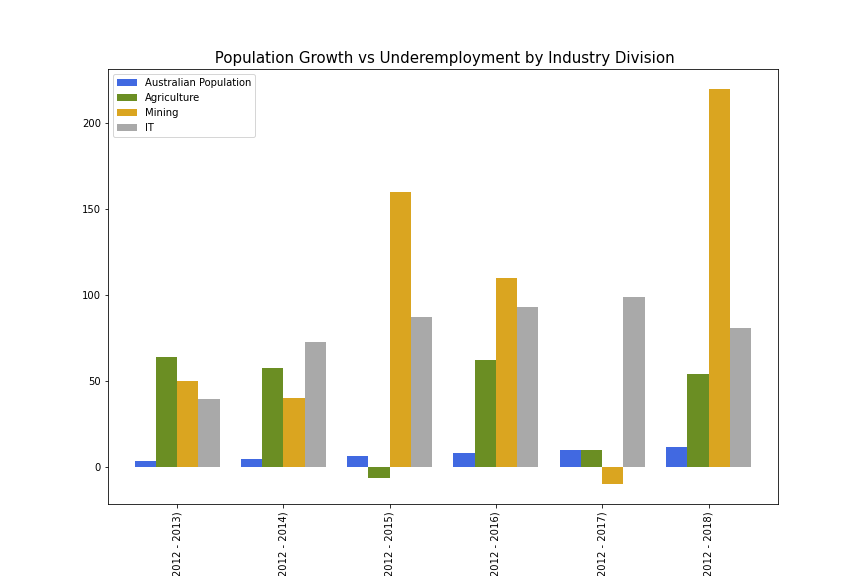 Population Growth vs Underemployment by Industry Division
Australian Population
Agriculture
Mining
IT
200
150
100
50
0
2012 - 2013)
2012 - 2014)
2012 - 2015)
2012 - 2016)
2012 - 2017)
2012 - 2018)